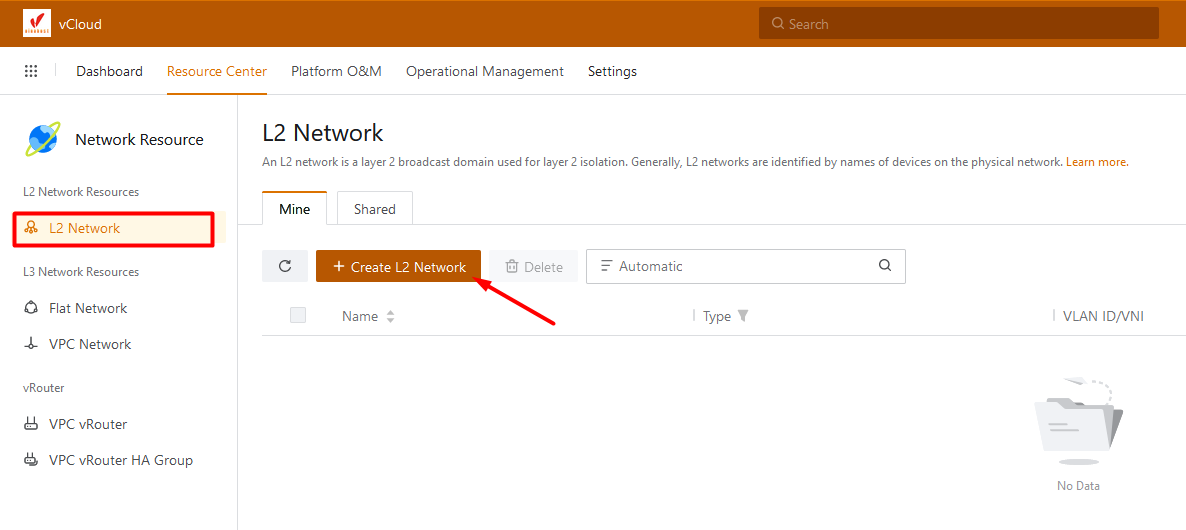 vCloud
Search
Dashboard Resource Center Platform O&M Operational Management Settings
Network Resource
L2 Network Resources
L2 Network
L3 Network Resources
Flat Network
VPC Network
vRouter
VPC vRouter
VPC vRouter HA Group
L2 Network
An L2 network is a layer 2 broadcast domain used for layer 2 isolation. Generally, L2 networks are identified by names of devices on the physical network. Learn more.
Mine Shared
+ Create L2 Network Delete Automatic
Name Type VLAN ID/VNI
No Data